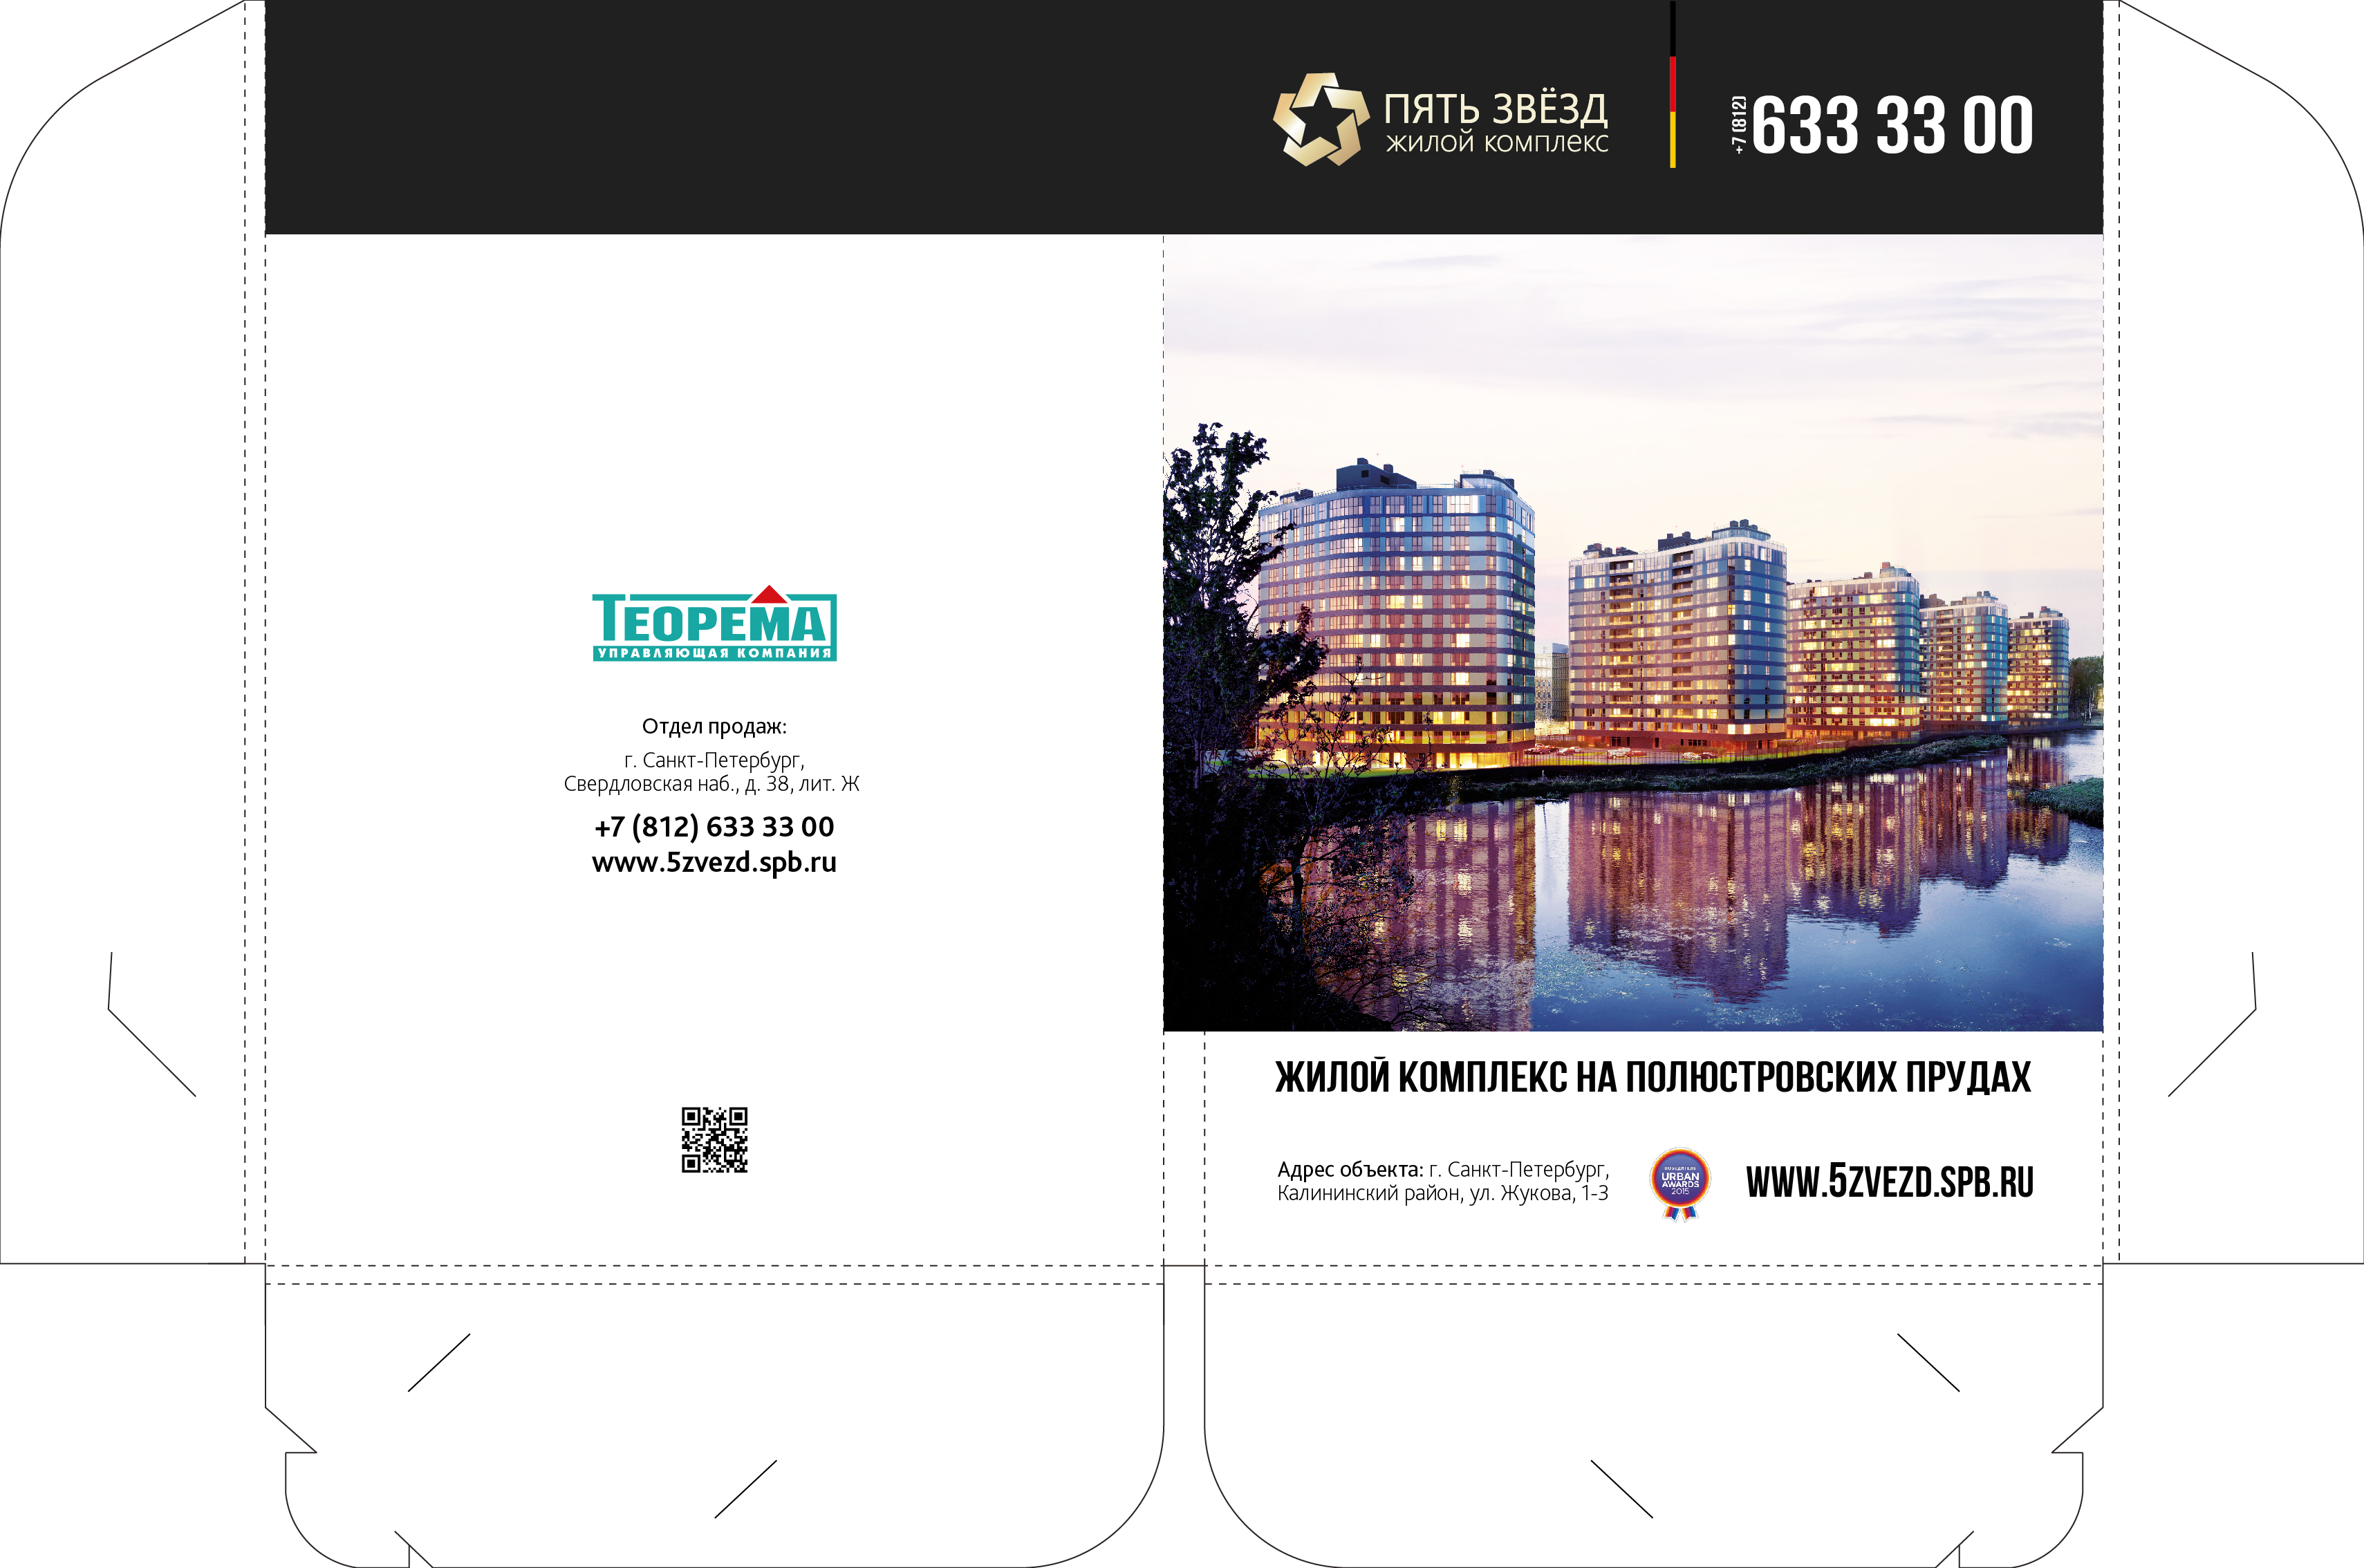 ПЯТЬ ЗВЁЗД
жилой комплекс
+7 (812) 633 33 00
ТЕОРЕМА
УПРАВЛЯЮЩАЯ КОМПАНИЯ
Отдел продаж:
г. Санкт-Петербург,
Свердловская наб., д. 38, лит. Ж
+7 (812) 633 33 00
www.5zvezd.spb.ru
ЖИЛОЙ КОМПЛЕКС НА ПОЛЮСТРОВСКИХ ПРУДАХ
Адрес объекта: г. Санкт-Петербург,
Калининский район, ул. Жукова, 1-3
ПОБЕДИТЕЛЬ
URBAN
AWARDS
2015
WWW.5ZVEZD.SPB.RU